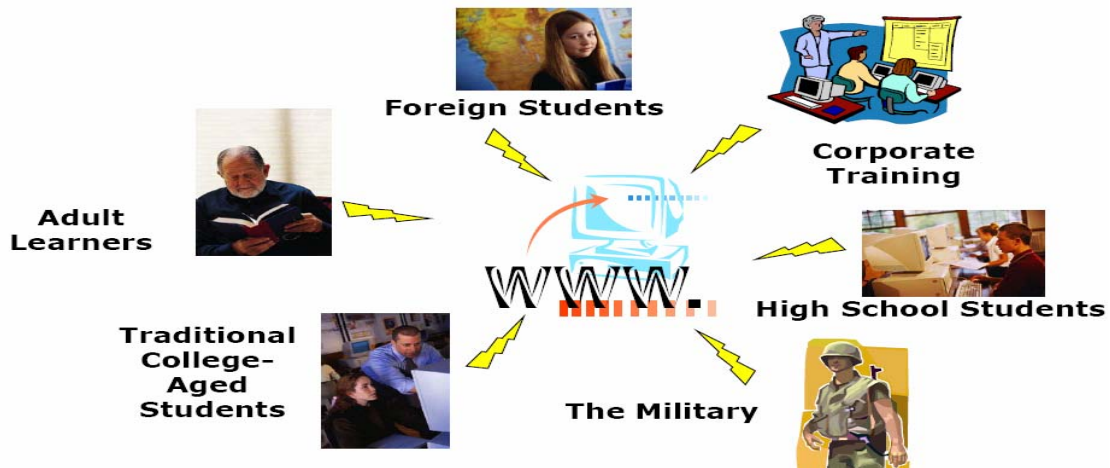 Foreign Students
Corporate
Training
Adult
Learners
WWW.
High School Students
Traditional
College-
Aged
Students
The Military